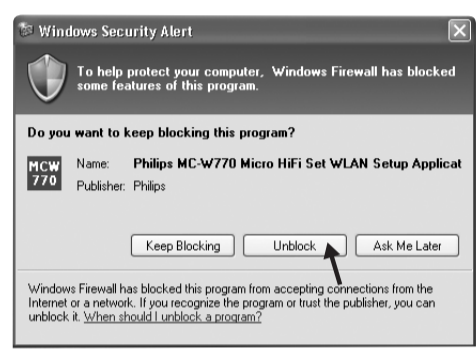 Windows Security Alert
To help protect your computer, Windows Firewall has blocked
some features of this program.
Do you want to keep blocking this program?
MCW
770
Name: Philips MC-W770 Micro HiFi Set WLAN Setup Applicat
Publisher: Philips
Keep Blocking Unblock Ask Me Later
Windows Firewall has blocked this program from accepting connections from the
Internet or a network. If you recognize the program or trust the publisher, you can
unblock it. When should I unblock a program?